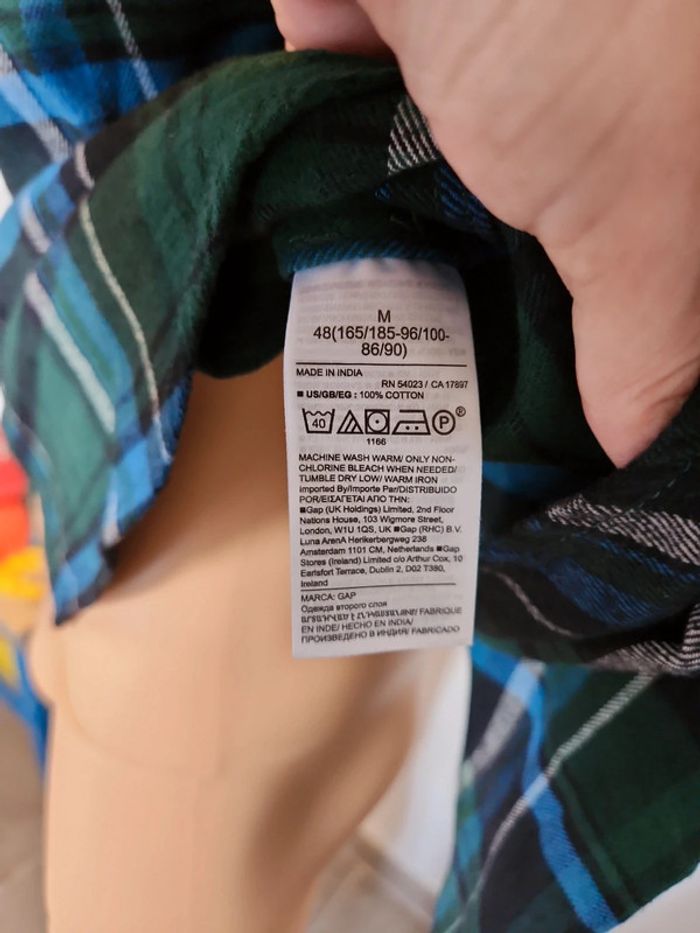 M
48(165/185-96/100-
86/90)
MADE IN INDIA
RN 54023 / CA 17897
■ US/GB/EG : 100% COTTON
40 P ®
1166
MACHINE WASH WARM/ ONLY NON-
CHLORINE BLEACH WHEN NEEDED/
TUMBLE DRY LOW/ WARM IRON
imported By/Importe Par/DISTRIBUIDO
POR/ΕΙΣΑΓΕΤΑΙ ΑΠΟ ΤΗΝ:
■Gap (UK Holdings) Limited, 2nd Floor
Nations House, 103 Wigmore Street,
London, W1U 1QS, UK ■Gap (RHC) B.V.
Luna ArenA Herikerbergweg 238
Amsterdam 1101 CM, Netherlands ■Gap
Stores (Ireland) Limited c/o Arthur Cox, 10
Earlsfort Terrace, Dublin 2, D02 T380,
Ireland
MARCA: GAP
Одежда второго слоя
FABRIQUE
EN INDE/ HECHO EN INDIA/
ПРОИЗВЕДЕНО В ИНДИИ/ FABRICADO